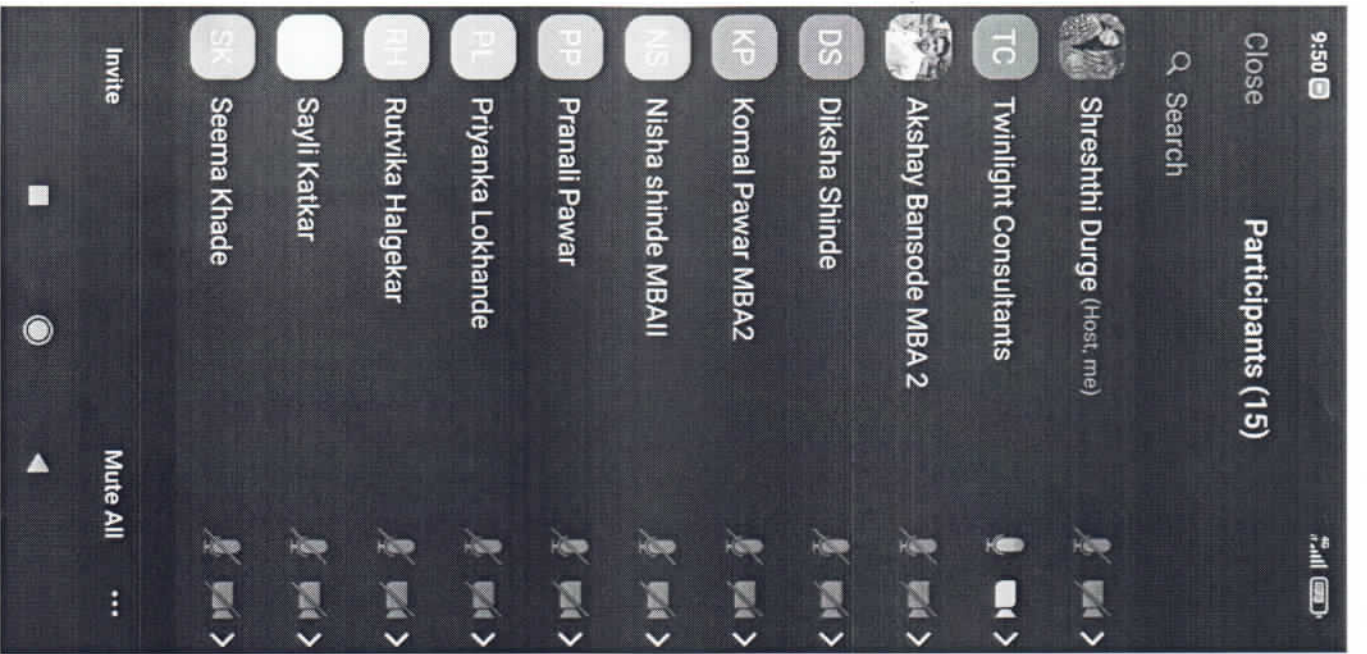 9:50
4G
Close Participants (15)
Search
Shreshthi Durge (Host, me)
TC Twinlight Consultants
Akshay Bansode MBA 2
DS Diksha Shinde
KP Komal Pawar MBA2
NS Nisha shinde MBAII
PP Pranali Pawar
PL Priyanka Lokhande
RH Rutvika Halgekar
Sayli Katkar
SK Seema Khade
Invite Mute All ...